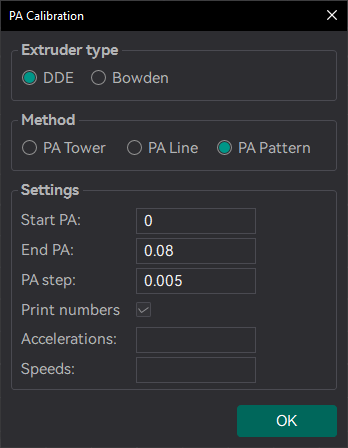 PA Calibration
Extruder type
DDE Bowden
Method
PA Tower PA Line PA Pattern
Settings
Start PA: 0
End PA: 0.08
PA step: 0.005
Print numbers
Accelerations:
Speeds:
OK